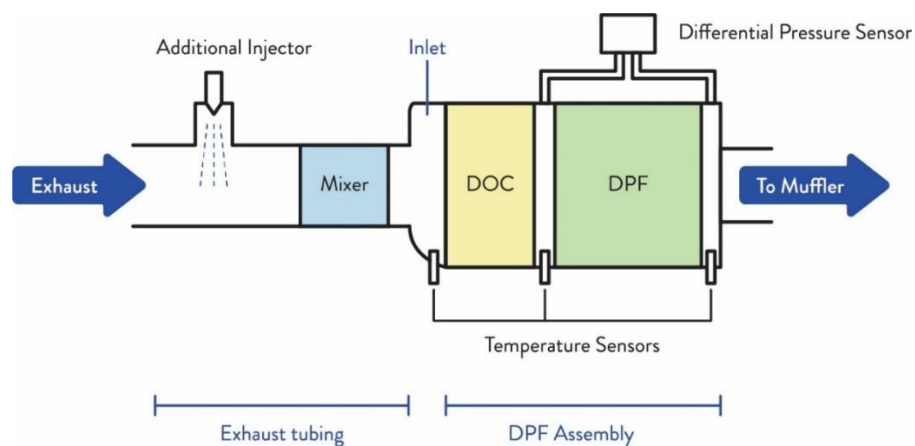 Additional Injector
Inlet
Differential Pressure Sensor
Exhaust
Mixer
DOC
DPF
To Muffler
Temperature Sensors
Exhaust tubing
DPF Assembly